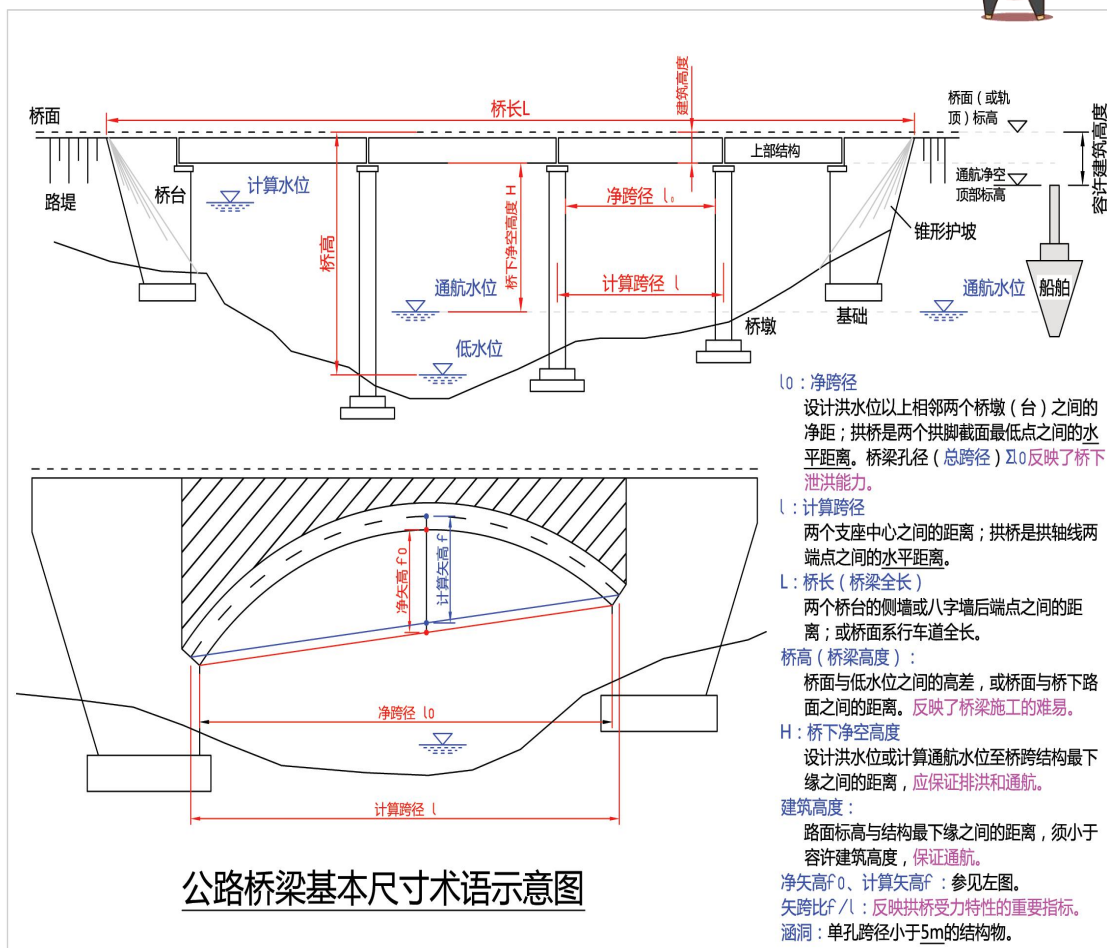 桥面
桥长L
建筑高度
桥面（或轨
顶）标高
容许建筑高度
上部结构
路堤
桥台
计算水位
桥高
桥下净空高度 H
净跨径 l₀
通航净空
顶部标高
锥形护坡
通航水位
计算跨径 l
基础
通航水位
船舶
桥墩
低水位
l0：净跨径
设计洪水位以上相邻两个桥墩（台）之间的
净距；拱桥是两个拱脚截面最低点之间的水
平距离。桥梁孔径（总跨径）Σl0反映了桥下
泄洪能力。
l：计算跨径
两个支座中心之间的距离；拱桥是拱轴线两
端点之间的水平距离。
L：桥长（桥梁全长）
两个桥台的侧墙或八字墙后端点之间的距
离；或桥面系行车道全长。
桥高（桥梁高度）：
桥面与低水位之间的高差，或桥面与桥下路
面之间的距离。反映了桥梁施工的难易。
H：桥下净空高度
设计洪水位或计算通航水位至桥跨结构最下
缘之间的距离，应保证排洪和通航。
建筑高度：
路面标高与结构最下缘之间的距离，须小于
容许建筑高度，保证通航。
净矢高f0、计算矢高f：参见左图。
矢跨比f/l：反映拱桥受力特性的重要指标。
涵洞：单孔跨径小于5m的结构物。
净矢高 f0
计算矢高 f
净跨径 l0
计算跨径 l
公路桥梁基本尺寸术语示意图